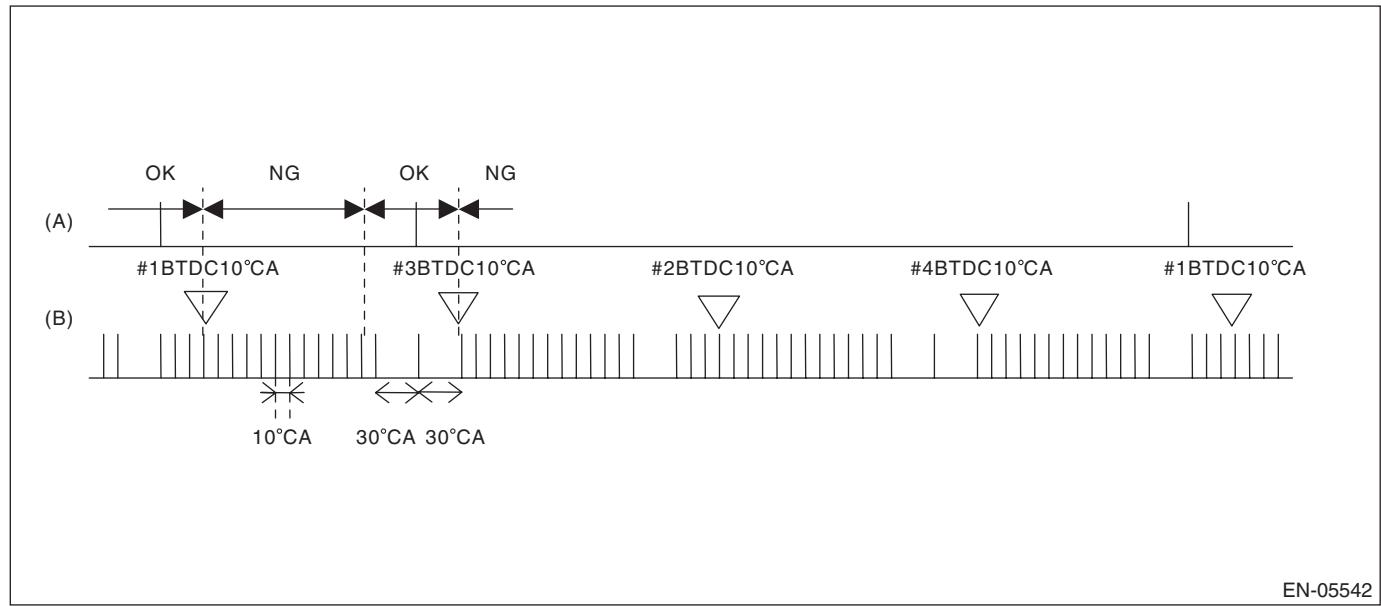 OK NG OK NG
(A)
#1BTDC10°CA #3BTDC10°CA #2BTDC10°CA #4BTDC10°CA #1BTDC10°CA
(B)
10°CA 30°CA 30°CA
EN-05542